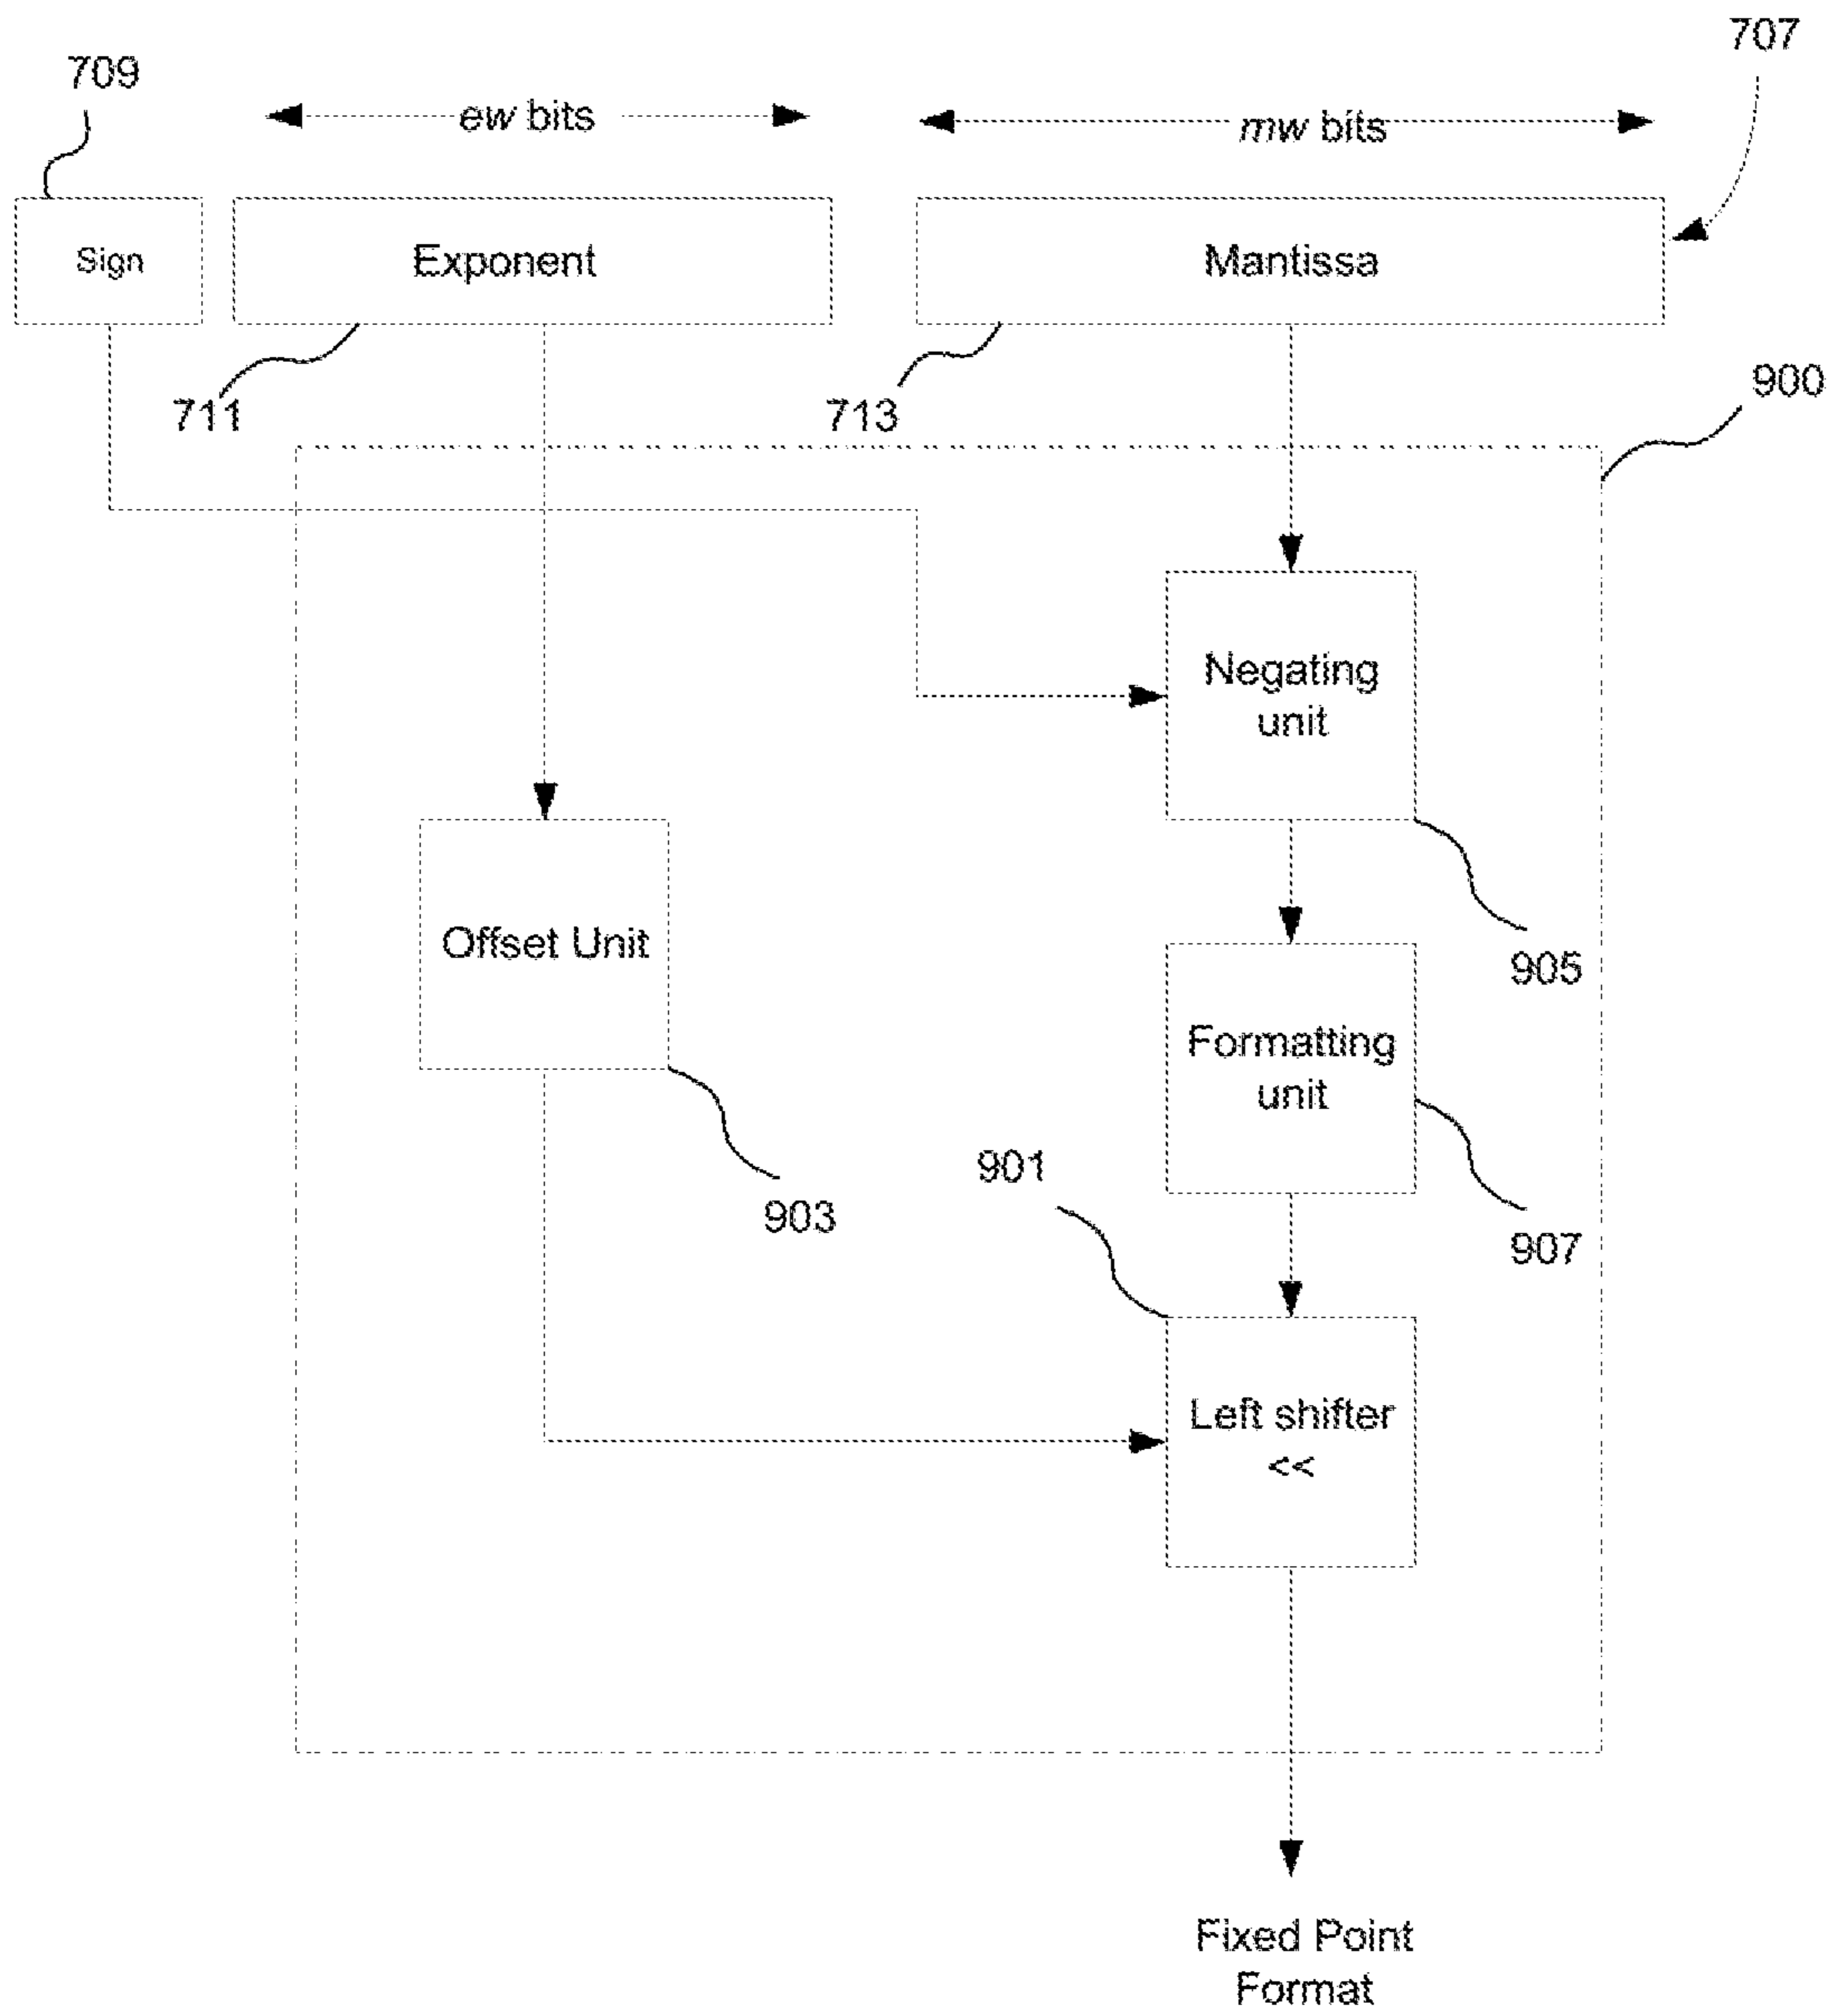 707
709
ew bits
mw bits
Sign
Exponent
Mantissa
711
713
900
Negating
unit
Offset Unit
905
Formatting
unit
901
903
907
Left shifter
<<
Fixed Point
Format